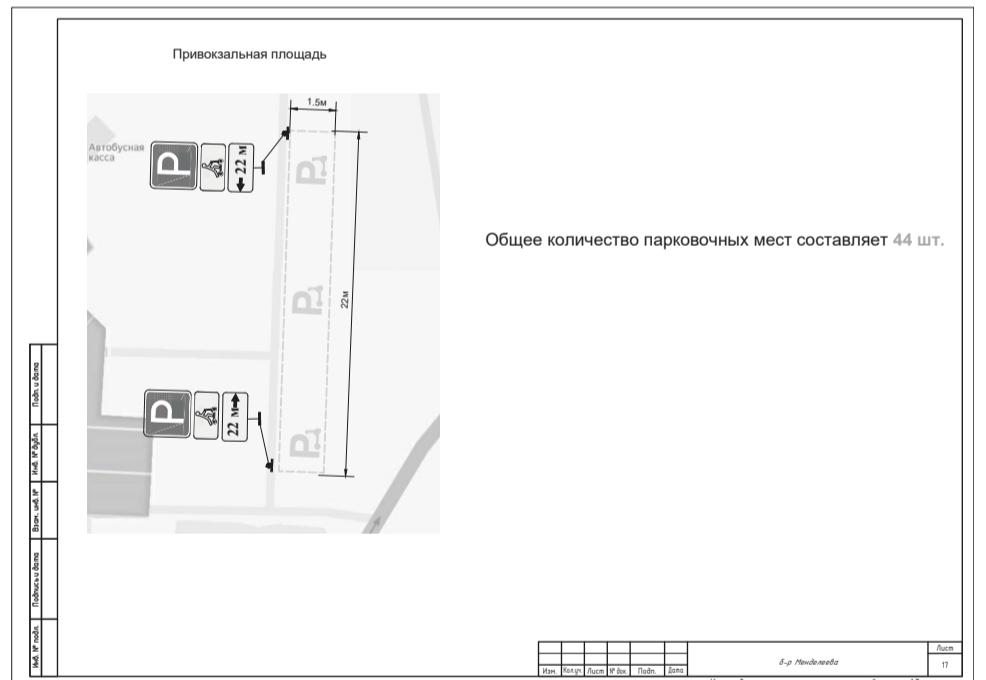 Привокзальная площадь
1.5м
Автобусная
касса
P
22 м
P
P
22м
P
22 м
P
Общее количество парковочных мест составляет 44 шт.
Подп. и дата
Инв. № дубл.
Взам. инв. №
Подпись и дата
Инв. № подл.
Изм. Кол.уч. Лист № док. Подп. Дата
б-р Менделеева
Лист
17